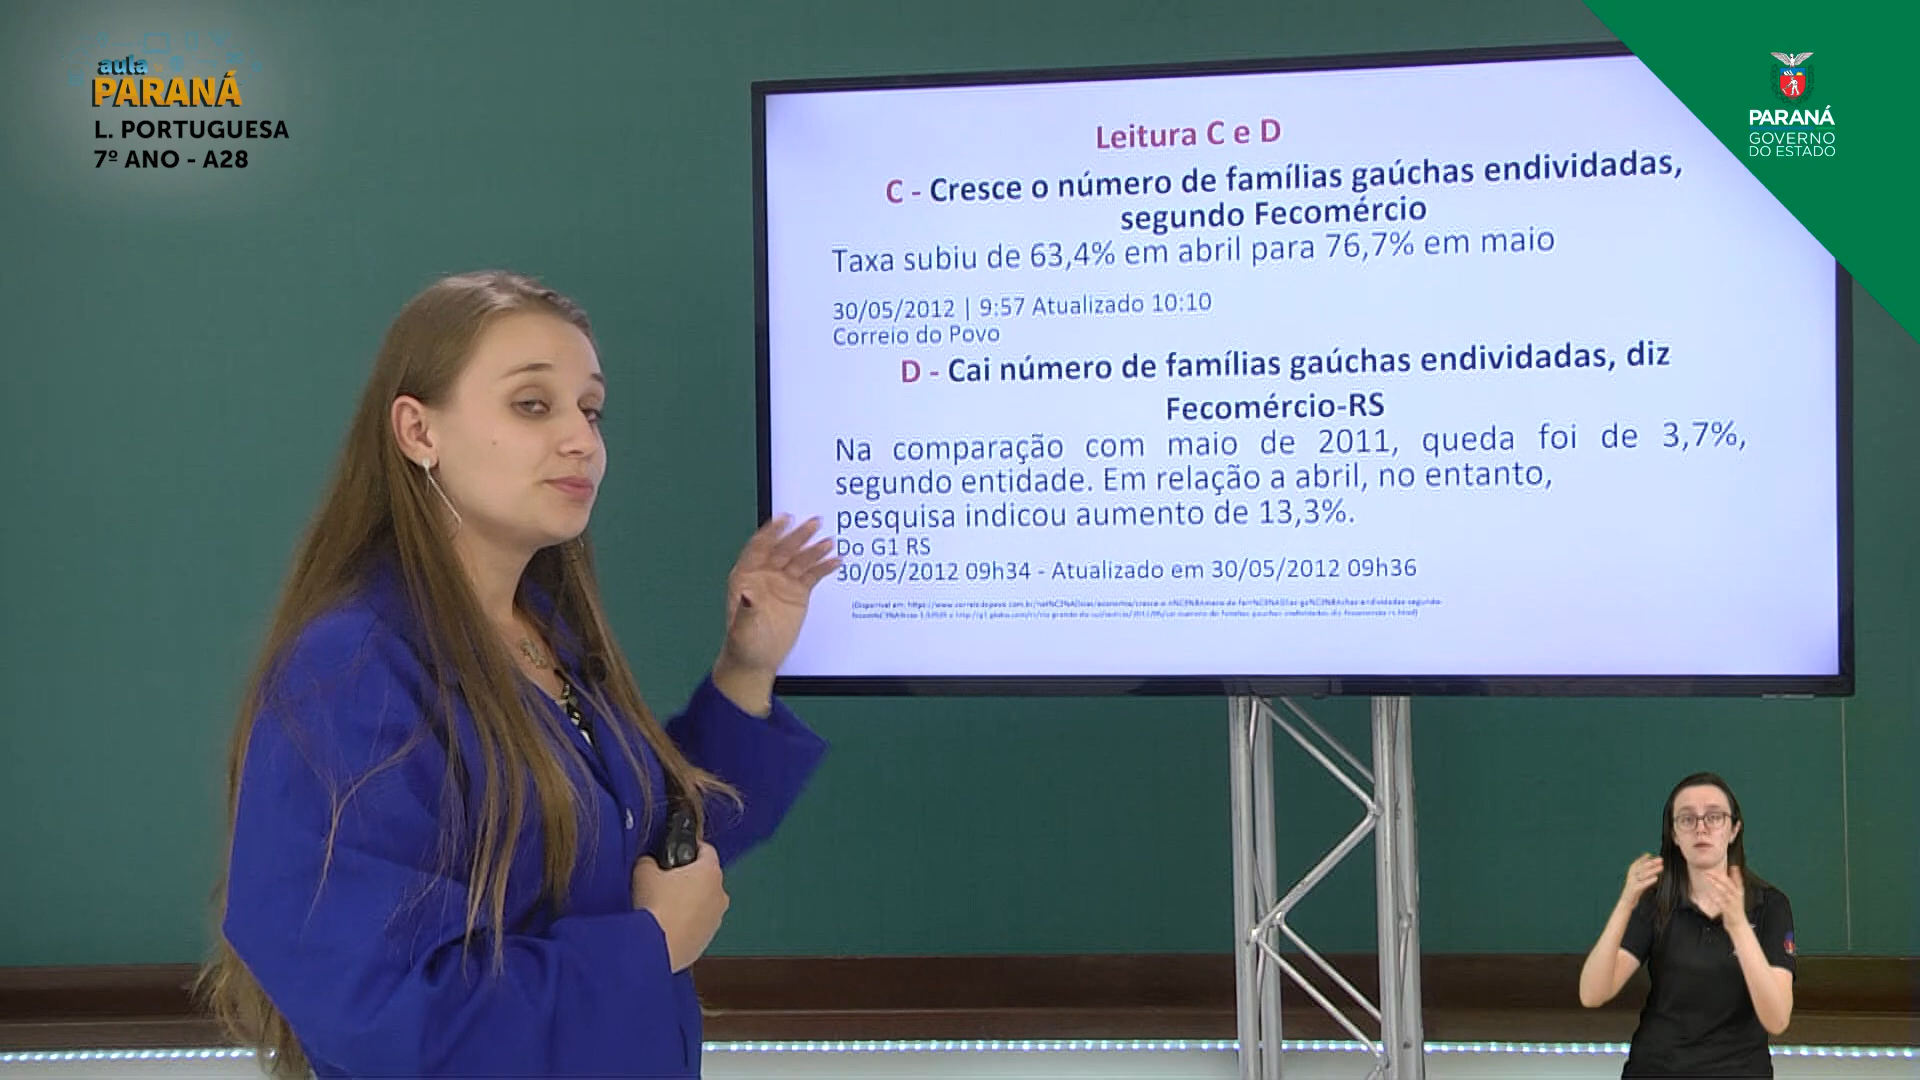 aula
PARANÁ
L. PORTUGUESA
7º ANO - A28
PARANÁ
GOVERNO
DO ESTADO
Leitura C e D
C - Cresce o número de famílias gaúchas endividadas,
segundo Fecomércio
Taxa subiu de 63,4% em abril para 76,7% em maio
30/05/2012 | 9:57 Atualizado 10:10
Correio do Povo
D - Cai número de famílias gaúchas endividadas, diz
Fecomércio-RS
Na comparação com maio de 2011, queda foi de 3,7%,
segundo entidade. Em relação a abril, no entanto,
pesquisa indicou aumento de 13,3%.
Do G1 RS
30/05/2012 09h34 - Atualizado em 30/05/2012 09h36